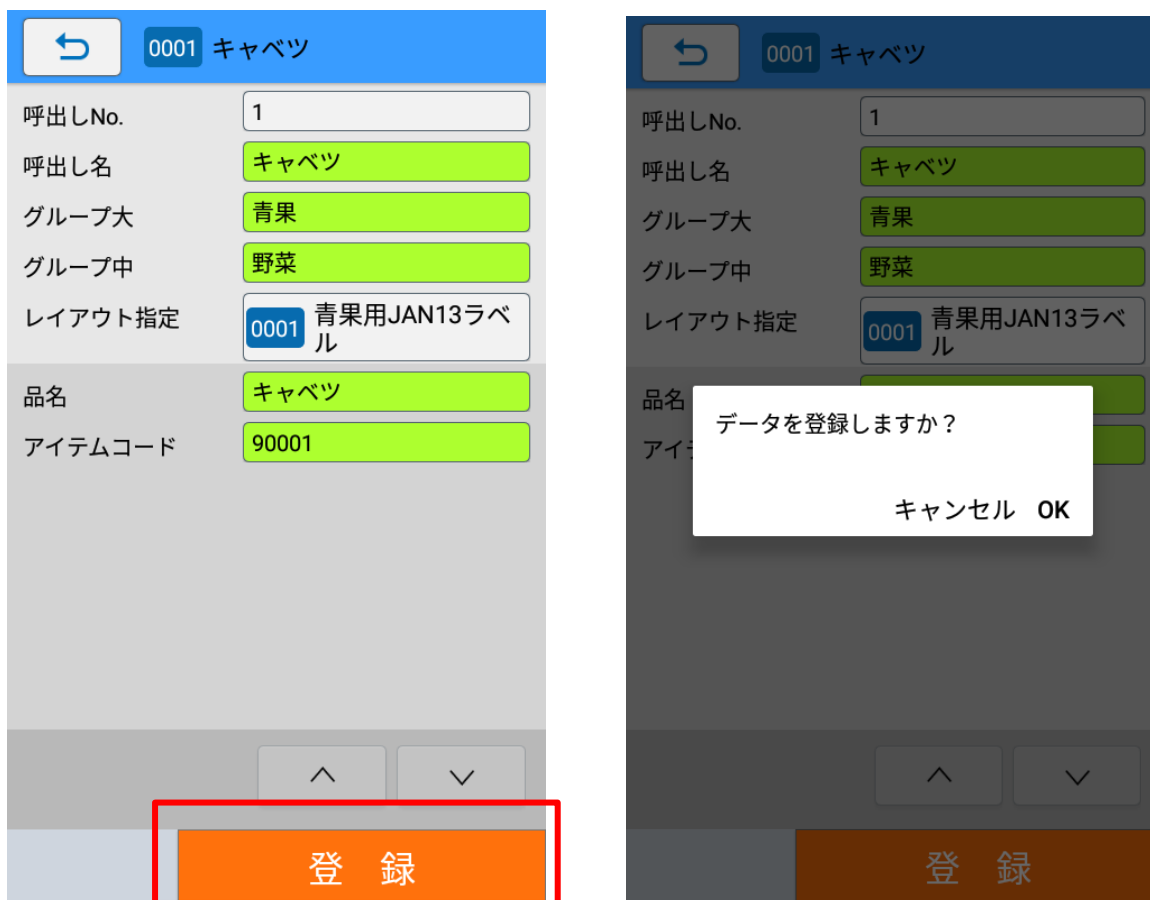 0001 キャベツ
呼出しNo. 1
呼出し名 キャベツ
グループ大 青果
グループ中 野菜
レイアウト指定 0001 青果用JAN13ラベ
ル
品名 キャベツ
アイテムコード 90001
登 録
0001 キャベツ
呼出しNo. 1
呼出し名 キャベツ
グループ大 青果
グループ中 野菜
レイアウト指定 0001 青果用JAN13ラベ
ル
品名
アイテ
データを登録しますか？
キャンセル OK
登 録